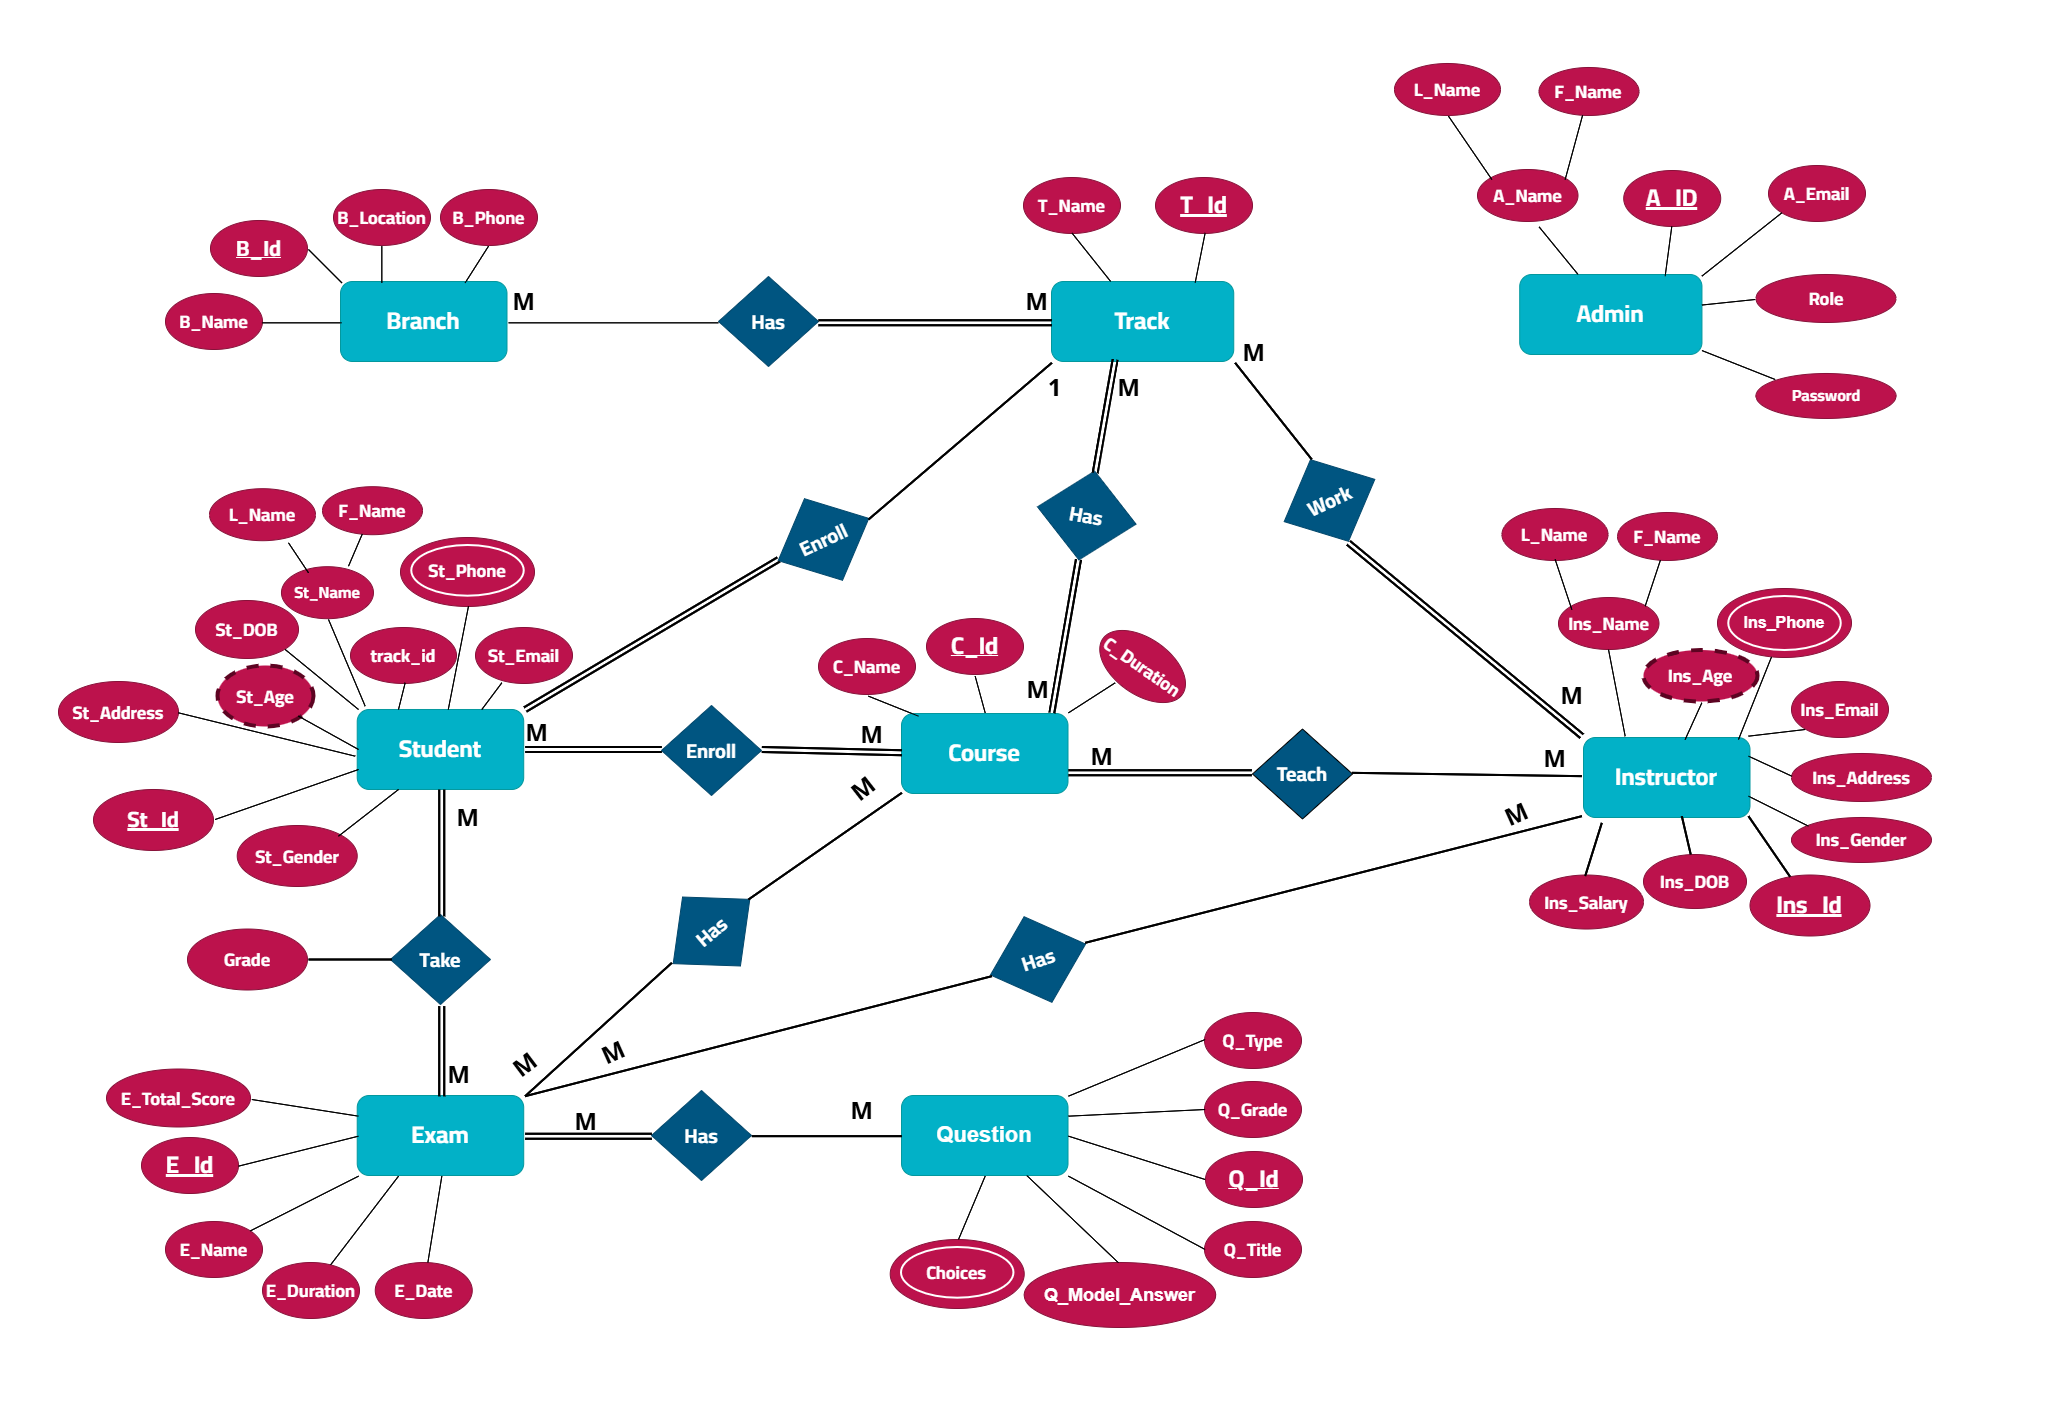 L_Name
F_Name
A_Name
A_ID
A_Email
Role
Password
Admin
B_Id
B_Location
B_Phone
B_Name
Branch
M
Has
M
T_Name
T_Id
Track
1
M
M
Enroll
Has
Work
L_Name
F_Name
St_Name
St_Phone
St_DOB
track_id
St_Email
St_Age
St_Address
Student
St_Id
St_Gender
M
Enroll
M
C_Name
C_Id
C_Duration
M
Course
M
Teach
M
M
L_Name
F_Name
Ins_Name
Ins_Phone
Ins_Age
Ins_Email
Ins_Address
Ins_Gender
Instructor
Ins_Salary
Ins_DOB
Ins_Id
M
M
M
Grade
Take
Has
Has
M
M
M
E_Total_Score
E_Id
E_Name
E_Duration
E_Date
Exam
M
Has
M
Question
Q_Type
Q_Grade
Q_Id
Q_Title
Choices
Q_Model_Answer